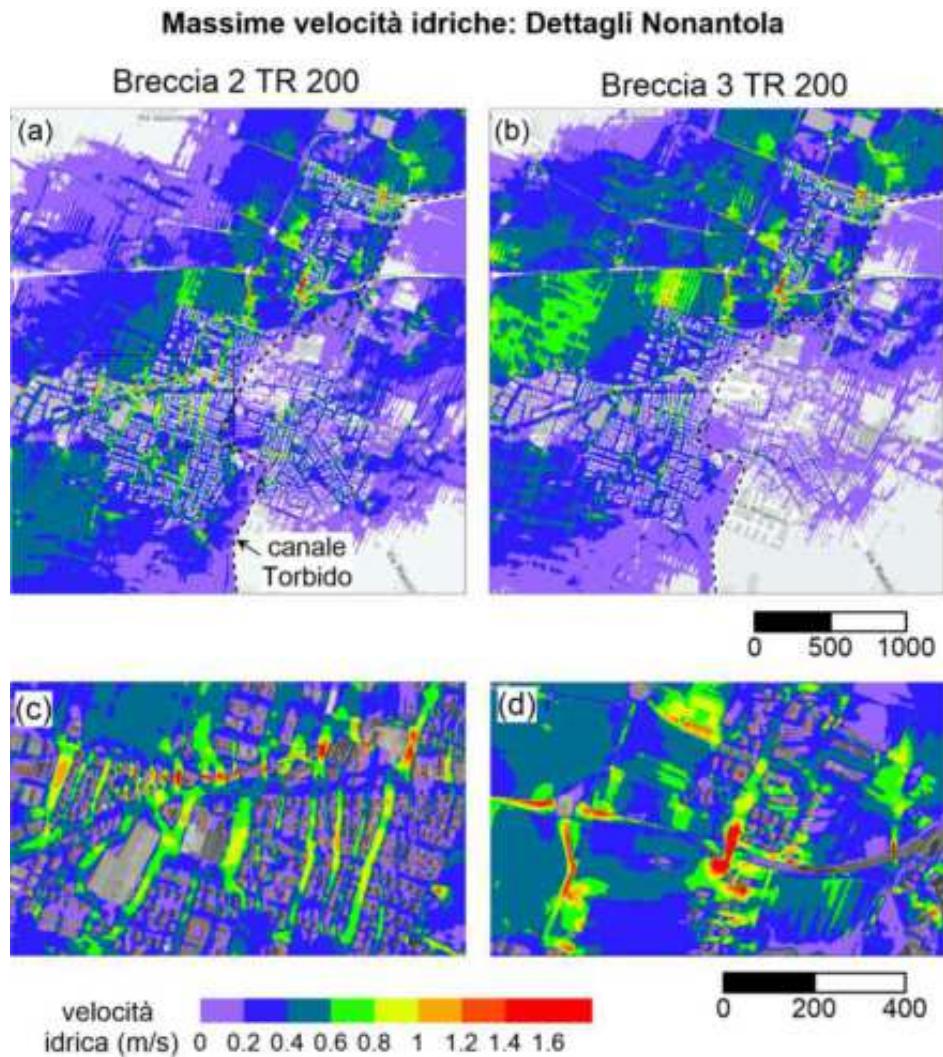 Massime velocità idriche: Dettagli Nonantola
Breccia 2 TR 200
Breccia 3 TR 200
(a)
(b)
canale
Torbido
0 500 1000
(c)
(d)
velocità
idrica (m/s)
0 0.2 0.4 0.6 0.8 1 1.2 1.4 1.6
0 200 400